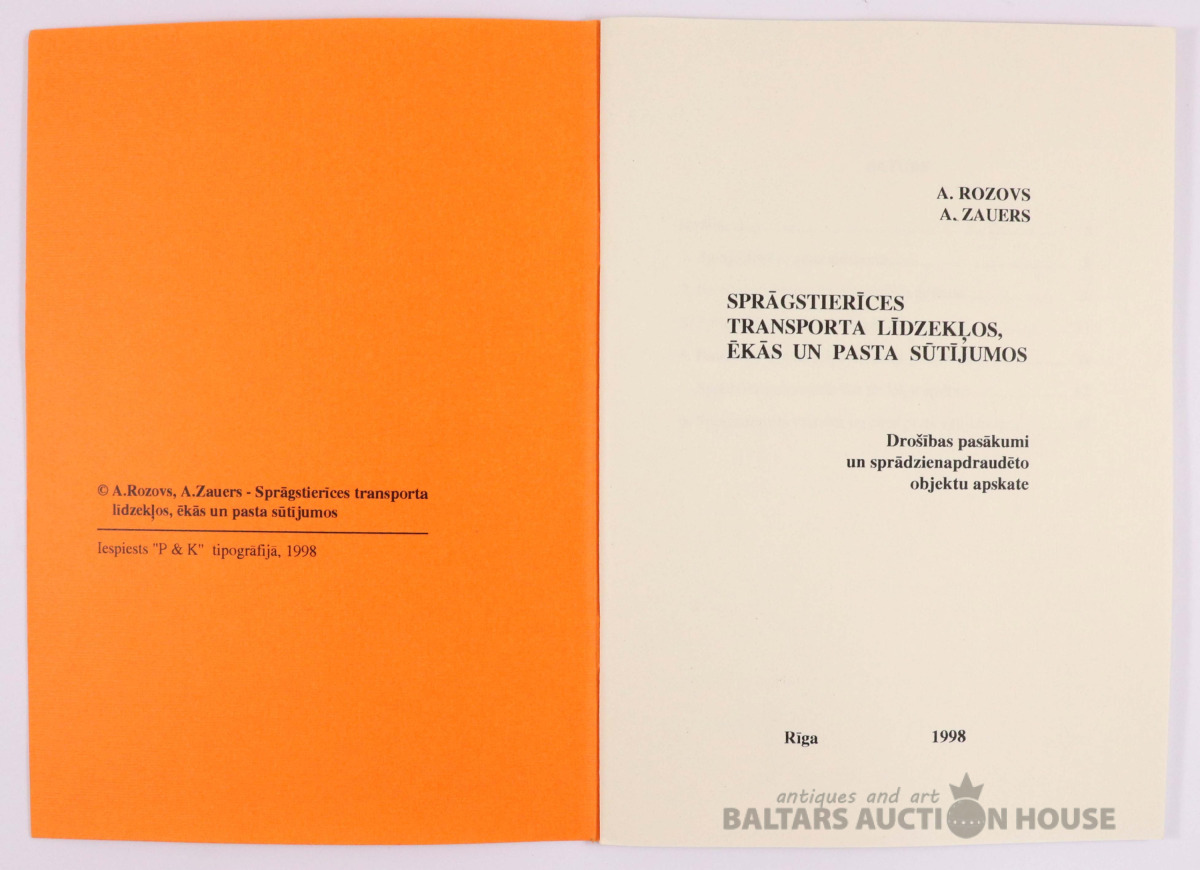 © A.Rozovs, A.Zauers - Sprāgstierīces transporta
līdzekļos, ēkās un pasta sūtījumos
Iespiests "P & K" tipogrāfijā, 1998
A. ROZOVS
A. ZAUERS
SPRĀGSTIERĪCES
TRANSPORTA LĪDZEKĻOS,
ĒKĀS UN PASTA SŪTĪJUMOS
Drošības pasākumi
un sprādzienapdraudēto
objektu apskate
Rīga 1998
antiques and art
BALTARS AUCTION HOUSE